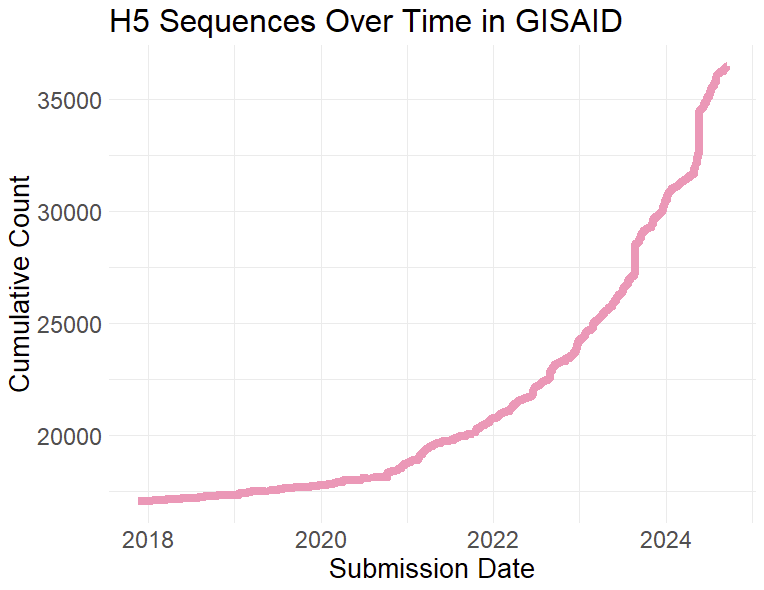 H5 Sequences Over Time in GISAID
Cumulative Count
35000
30000
25000
20000
2018 2020 2022 2024
Submission Date